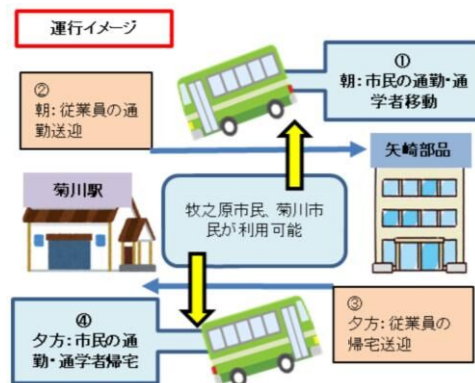 運行イメージ
①
朝：市民の通勤・通
学者移動
②
朝：従業員の通
勤送迎
矢崎部品
菊川駅
牧之原市民、菊川市
民が利用可能
④
夕方：市民の通
勤・通学者帰宅
③
夕方：従業員の
帰宅送迎